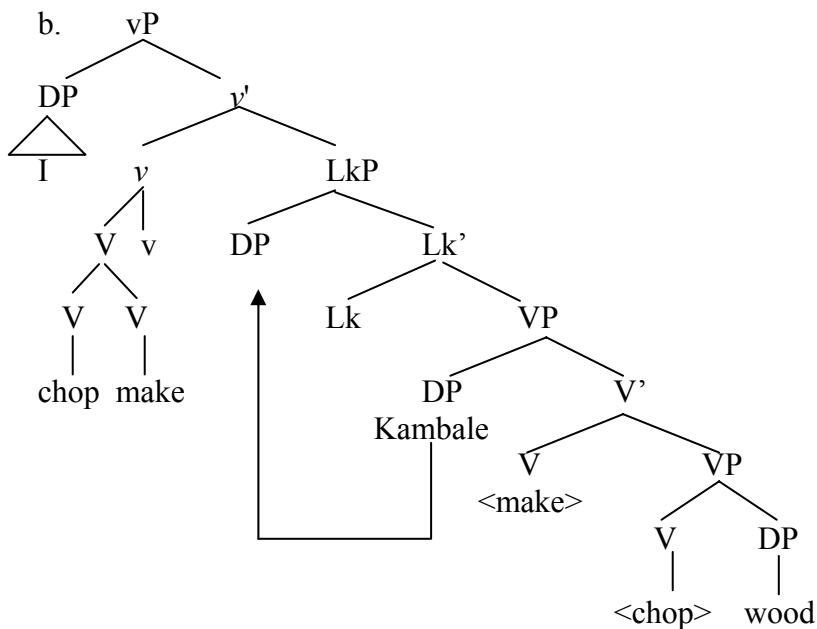 b. vP
DP v'
I v LkP
V v DP Lk’
V V Lk VP
chop make DP V’
Kambale V VP
<make>
V DP
<chop> wood